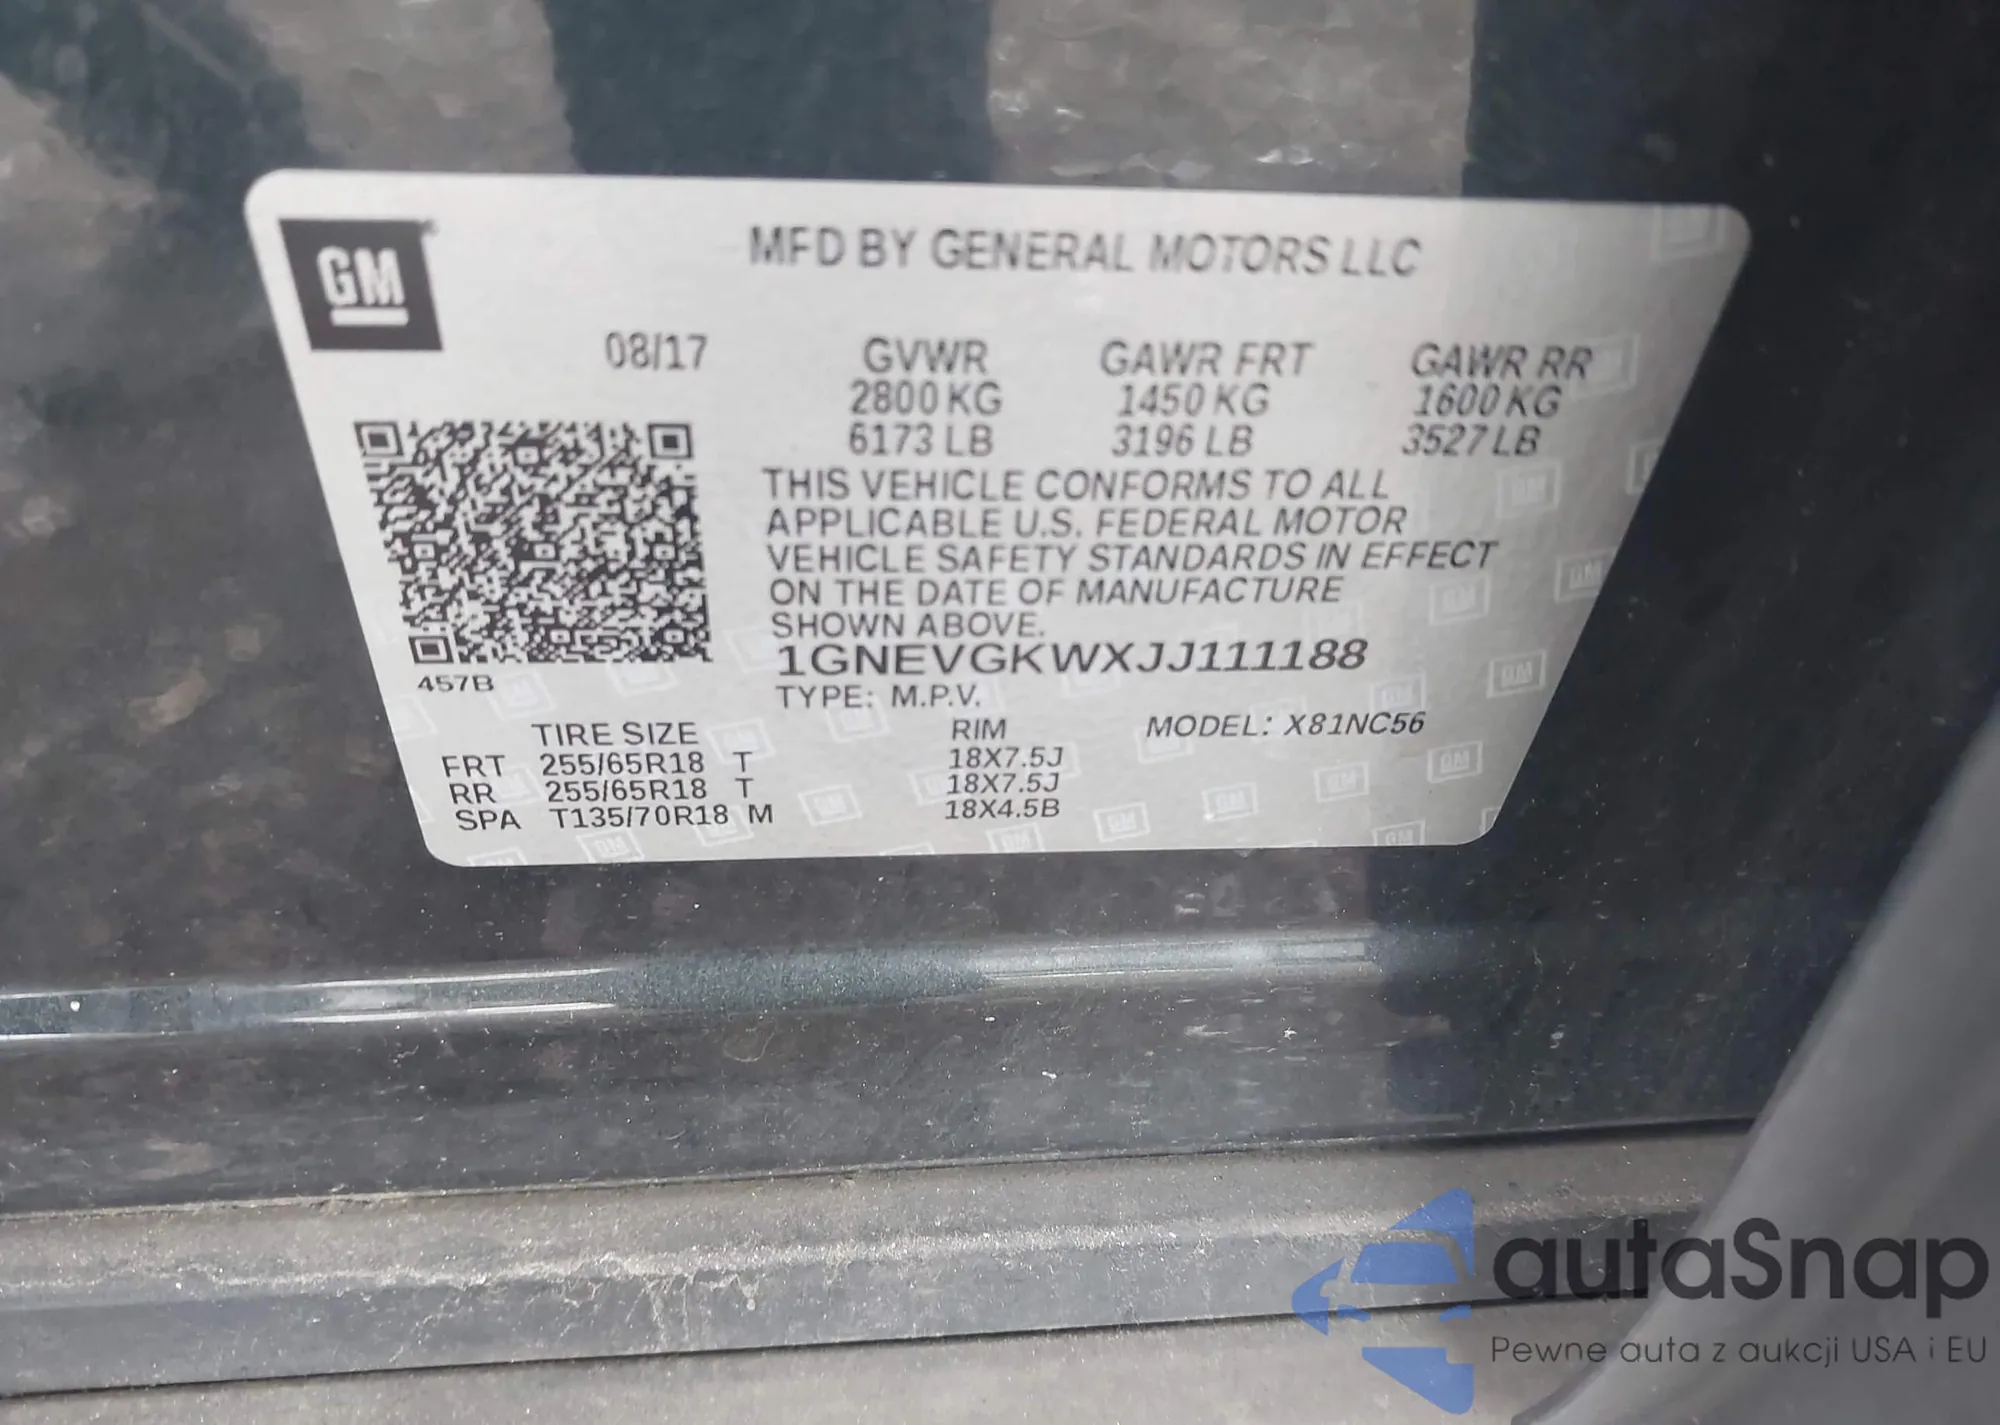 GM
MFD BY GENERAL MOTORS LLC
08/17
GVWR GAWR FRT GAWR RR
2800 KG 1450 KG 1600 KG
6173 LB 3196 LB 3527 LB
THIS VEHICLE CONFORMS TO ALL
APPLICABLE U.S. FEDERAL MOTOR
VEHICLE SAFETY STANDARDS IN EFFECT
ON THE DATE OF MANUFACTURE
SHOWN ABOVE.
1GNEVGKWXJJ111188
457B
TYPE: M.P.V.
TIRE SIZE RIM MODEL: X81NC56
FRT 255/65R18 T 18X7.5J
RR 255/65R18 T 18X7.5J
SPA T135/70R18 M 18X4.5B
autaSnap
Pewne auta z aukcji USA i EU